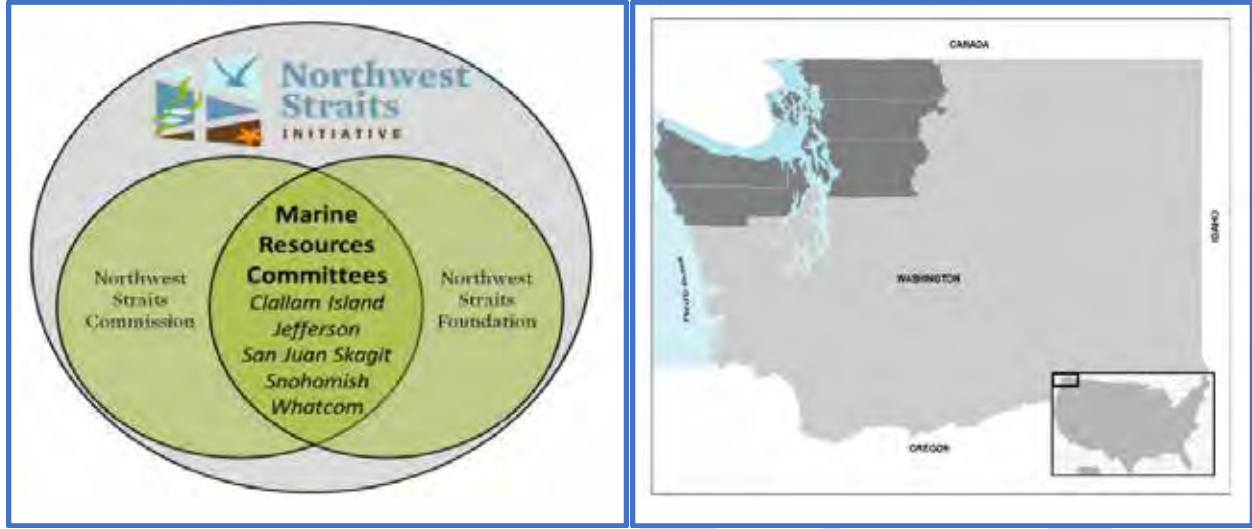 Northwest
Straits
INITIATIVE
Marine
Resources
Committees
Clallam Island
Jefferson
San Juan Skagit
Snohomish
Whatcom
Northwest
Straits
Commission
Northwest
Straits
Foundation
CANADA
IDAHO
WASHINGTON
OREGON